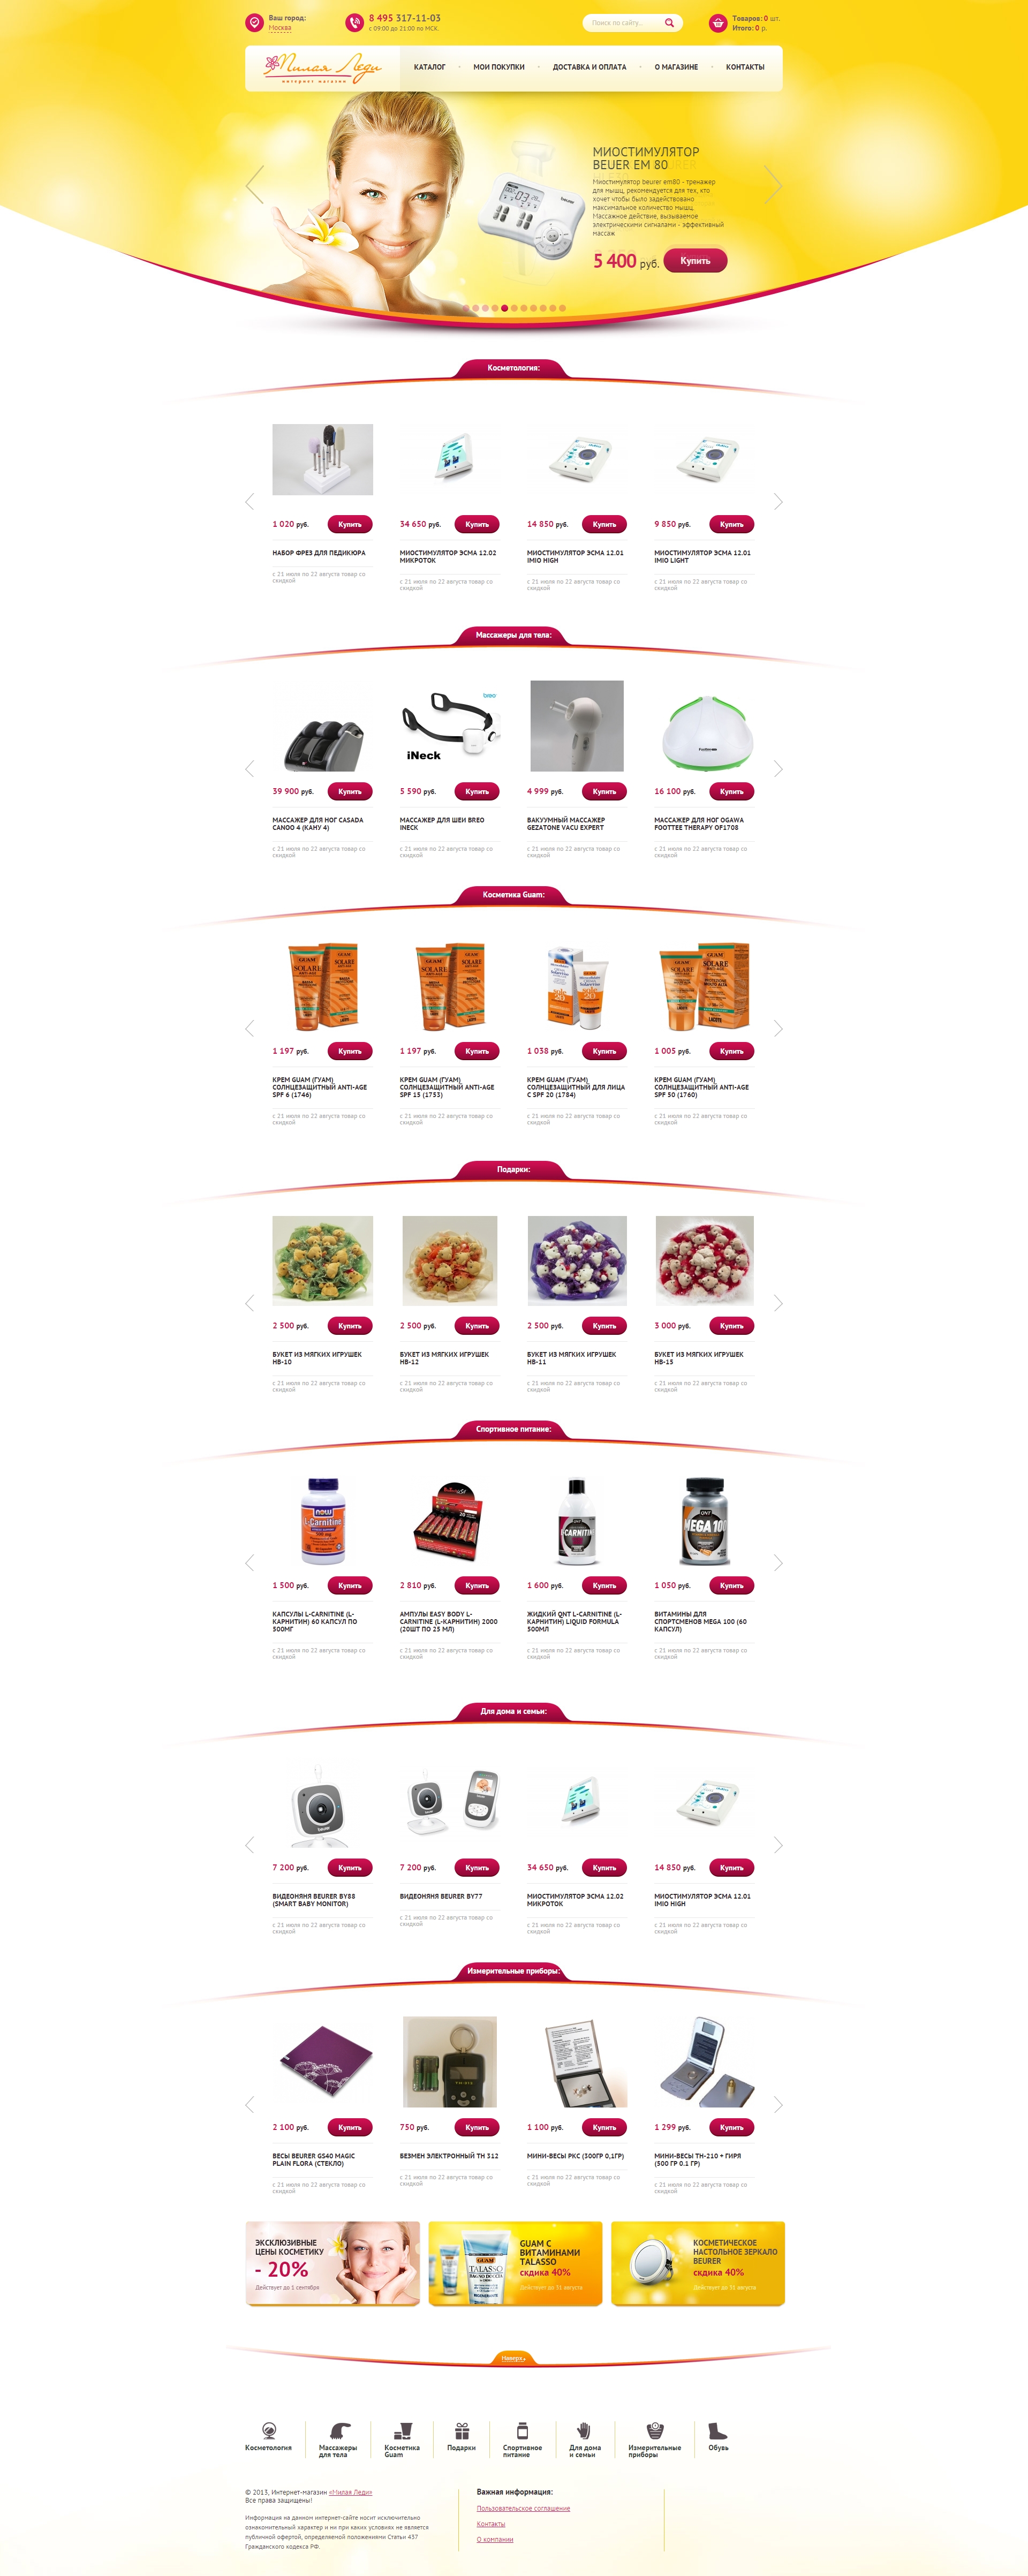 Ваш город:
Москва
8 495 317-11-03
с 09:00 до 21:00 по МСК.
Поиск по сайту...
Товаров: 0 шт.
Итого: 0 р.
Милая Леди
интернет магазин
КАТАЛОГ
МОИ ПОКУПКИ
ДОСТАВКА И ОПЛАТА
О МАГАЗИНЕ
КОНТАКТЫ
МИОСТИМУЛЯТОР
BEUER EM 80
Миостимулятор beurer em80 - тренажер
для мышц, рекомендуется для тех, кто
хочет чтобы было задействовано
максимальное количество мышц.
Массажное действие, вызываемое
электрическими сигналами - эффективный
массаж
5 400 руб.
Купить
Косметология:
1 020 руб. Купить
34 650 руб. Купить
14 850 руб. Купить
9 850 руб. Купить
НАБОР ФРЕЗ ДЛЯ ПЕДИКЮРА
с 21 июля по 22 августа товар со
скидкой
МИОСТИМУЛЯТОР ЭСМА 12.02
МИКРОТОК
с 21 июля по 22 августа товар со
скидкой
МИОСТИМУЛЯТОР ЭСМА 12.01
IMIO HIGH
с 21 июля по 22 августа товар со
скидкой
МИОСТИМУЛЯТОР ЭСМА 12.01
IMIO LIGHT
с 21 июля по 22 августа товар со
скидкой
Массажеры для тела:
breo
iNeck
39 900 руб. Купить
5 590 руб. Купить
4 999 руб. Купить
16 100 руб. Купить
МАССАЖЕР ДЛЯ НОГ CASADA
CANOO 4 (КАНУ 4)
с 21 июля по 22 августа товар со
скидкой
МАССАЖЕР ДЛЯ ШЕИ BREO
INECK
с 21 июля по 22 августа товар со
скидкой
ВАКУУМНЫЙ МАССАЖЕР
GEZATONE VACU EXPERT
с 21 июля по 22 августа товар со
скидкой
МАССАЖЕР ДЛЯ НОГ OGAWA
FOOTTEE THERAPY OF1708
с 21 июля по 22 августа товар со
скидкой
Косметика Guam:
1 197 руб. Купить
1 197 руб. Купить
1 038 руб. Купить
1 005 руб. Купить
КРЕМ GUAM (ГУАМ)
СОЛНЦЕЗАЩИТНЫЙ ANTI-AGE
SPF 6 (1746)
с 21 июля по 22 августа товар со
скидкой
КРЕМ GUAM (ГУАМ)
СОЛНЦЕЗАЩИТНЫЙ ANTI-AGE
SPF 15 (1753)
с 21 июля по 22 августа товар со
скидкой
КРЕМ GUAM (ГУАМ)
СОЛНЦЕЗАЩИТНЫЙ ДЛЯ ЛИЦА
С SPF 20 (1784)
с 21 июля по 22 августа товар со
скидкой
КРЕМ GUAM (ГУАМ)
СОЛНЦЕЗАЩИТНЫЙ ANTI-AGE
SPF 50 (1760)
с 21 июля по 22 августа товар со
скидкой
Подарки:
2 500 руб. Купить
2 500 руб. Купить
2 500 руб. Купить
3 000 руб. Купить
БУКЕТ ИЗ МЯГКИХ ИГРУШЕК
НВ-10
с 21 июля по 22 августа товар со
скидкой
БУКЕТ ИЗ МЯГКИХ ИГРУШЕК
НВ-12
с 21 июля по 22 августа товар со
скидкой
БУКЕТ ИЗ МЯГКИХ ИГРУШЕК
НВ-11
с 21 июля по 22 августа товар со
скидкой
БУКЕТ ИЗ МЯГКИХ ИГРУШЕК
НВ-15
с 21 июля по 22 августа товар со
скидкой
Спортивное питание:
now
L-Carnitine
MEGA 100
1 500 руб. Купить
2 810 руб. Купить
1 600 руб. Купить
1 050 руб. Купить
КАПСУЛЫ L-CARNITINE (L-
КАРНИТИН) 60 КАПСУЛ ПО
500МГ
с 21 июля по 22 августа товар со
скидкой
АМПУЛЫ EASY BODY L-
CARNITINE (L-КАРНИТИН) 2000
(20ШТ ПО 25 МЛ)
с 21 июля по 22 августа товар со
скидкой
ЖИДКИЙ QNT L-CARNITINE (L-
КАРНИТИН) LIQUID FORMULA
500МЛ
с 21 июля по 22 августа товар со
скидкой
ВИТАМИНЫ ДЛЯ
СПОРТСМЕНОВ MEGA 100 (60
КАПСУЛ)
с 21 июля по 22 августа товар со
скидкой
Для дома и семьи:
7 200 руб. Купить
7 200 руб. Купить
34 650 руб. Купить
14 850 руб. Купить
ВИДЕОНЯНЯ BEURER BY88
(SMART BABY MONITOR)
с 21 июля по 22 августа товар со
скидкой
ВИДЕОНЯНЯ BEURER BY77
с 21 июля по 22 августа товар со
скидкой
МИОСТИМУЛЯТОР ЭСМА 12.02
МИКРОТОК
с 21 июля по 22 августа товар со
скидкой
МИОСТИМУЛЯТОР ЭСМА 12.01
IMIO HIGH
с 21 июля по 22 августа товар со
скидкой
Измерительные приборы:
2 100 руб. Купить
750 руб. Купить
1 100 руб. Купить
1 299 руб. Купить
ВЕСЫ BEURER GS40 MAGIC
PLAIN FLORA (СТЕКЛО)
с 21 июля по 22 августа товар со
скидкой
БЕЗМЕН ЭЛЕКТРОННЫЙ ТН 312
с 21 июля по 22 августа товар со
скидкой
МИНИ-ВЕСЫ РКС (300ГР 0,1ГР)
с 21 июля по 22 августа товар со
скидкой
МИНИ-ВЕСЫ ТН-210 + ГИРЯ
(500 ГР 0.1 ГР)
с 21 июля по 22 августа товар со
скидкой
ЭКСКЛЮЗИВНЫЕ
ЦЕНЫ КОСМЕТИКУ
- 20%
Действует до 1 сентября
GUAM
TALASSO
GUAM С
ВИТАМИНАМИ
TALASSO
скдика 40%
Действует до 31 августа
КОСМЕТИЧЕСКОЕ
НАСТОЛЬНОЕ ЗЕРКАЛО
BEURER
скдика 40%
Действует до 31 августа
Наверх
Косметология
Массажеры
для тела
Косметика
Guam
Подарки
Спортивное
питание
Для дома
и семьи
Измерительные
приборы
Обувь
© 2013, Интернет-магазин «Милая Леди»
Все права защищены!
Информация на данном интернет-сайте носит исключительно
ознакомительный характер и ни при каких условиях не является
публичной офертой, определяемой положениями Статьи 437
Гражданского кодекса РФ.
Важная информация:
Пользовательское соглашение
Контакты
О компании